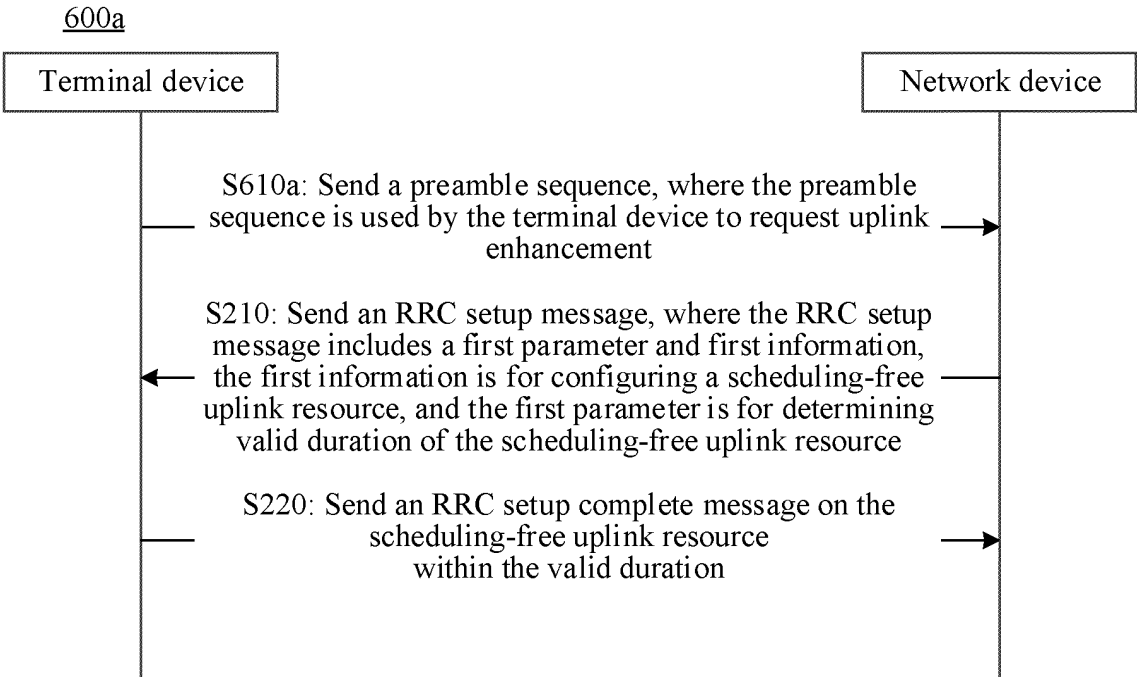 600a
Terminal device
Network device
S610a: Send a preamble sequence, where the preamble
sequence is used by the terminal device to request uplink
enhancement
S210: Send an RRC setup message, where the RRC setup
message includes a first parameter and first information,
the first information is for configuring a scheduling-free
uplink resource, and the first parameter is for determining
valid duration of the scheduling-free uplink resource
S220: Send an RRC setup complete message on the
scheduling-free uplink resource
within the valid duration